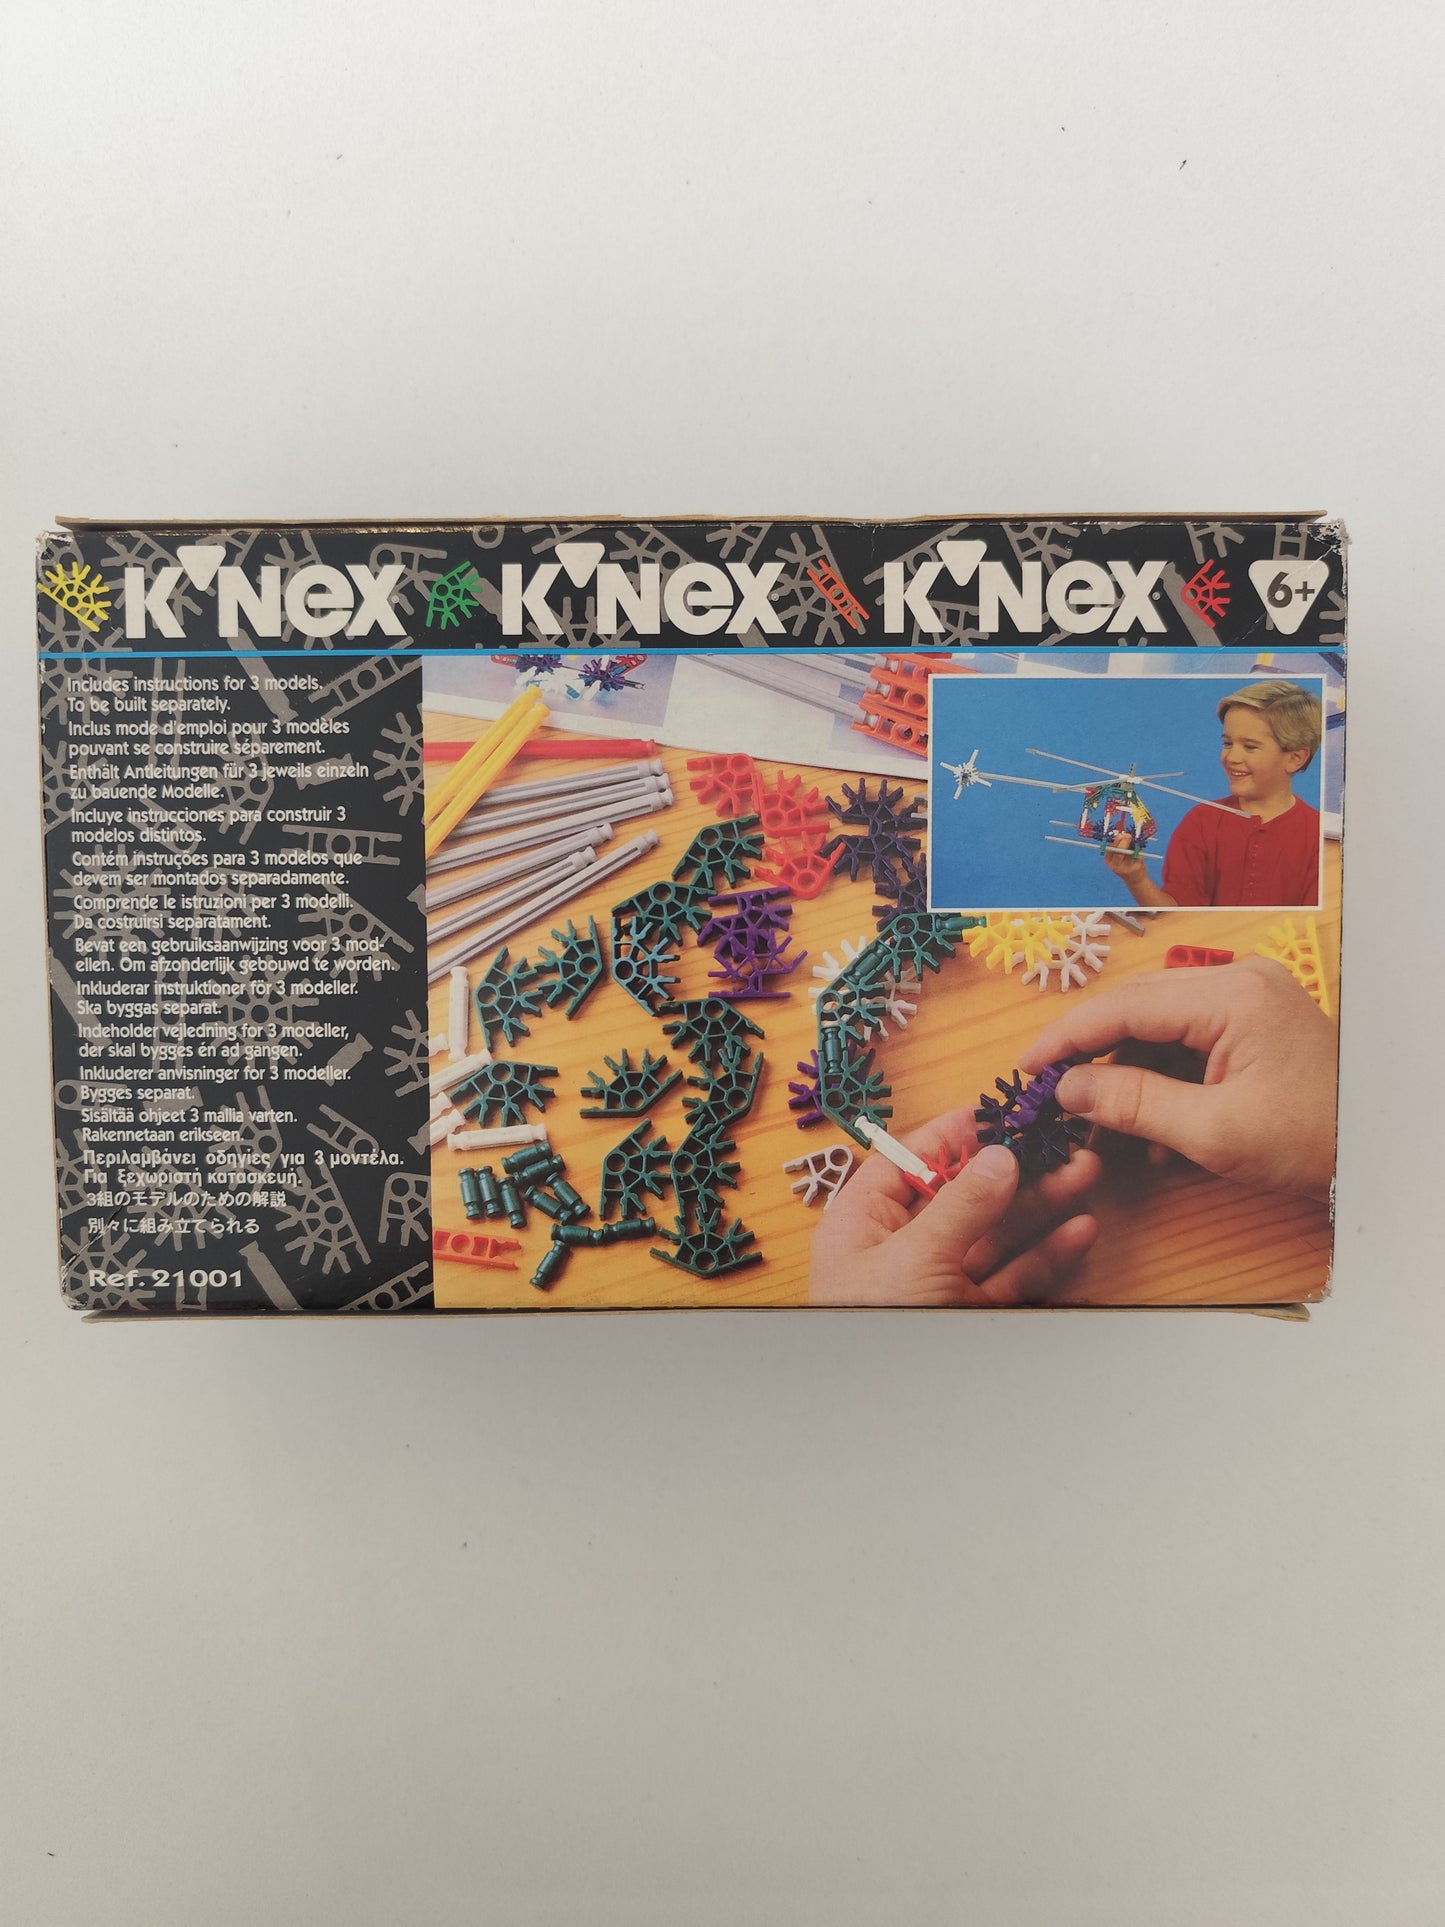 K'NEX® K'NEX® K'NEX® 6+
Includes instructions for 3 models.
To be built separately.
Inclus mode d'emploi pour 3 modèles
pouvant se construire séparement.
Enthält Antleitungen für 3 jeweils einzeln
zu bauende Modelle.
Incluye instrucciones para construir 3
modelos distintos.
Contém instruções para 3 modelos que
devem ser montados separadamente.
Comprende le istruzioni per 3 modelli.
Da costruirsi separatament.
Bevat een gebruiksaanwijzing voor 3 mod-
ellen. Om afzonderlijk gebouwd te worden.
Inkluderar instruktioner för 3 modeller.
Ska byggas separat.
Indeholder vejledning for 3 modeller,
der skal bygges én ad gangen.
Inkluderer anvisninger for 3 modeller.
Bygges separat.
Sisältää ohjeet 3 mallia varten.
Rakennetaan erikseen.
Περιλαμβάνει οδηγίες για 3 μοντέλα.
Για ξεχωριστή κατασκευή.
3組のモデルのための解説
別々に組み立てられる
Ref. 21001